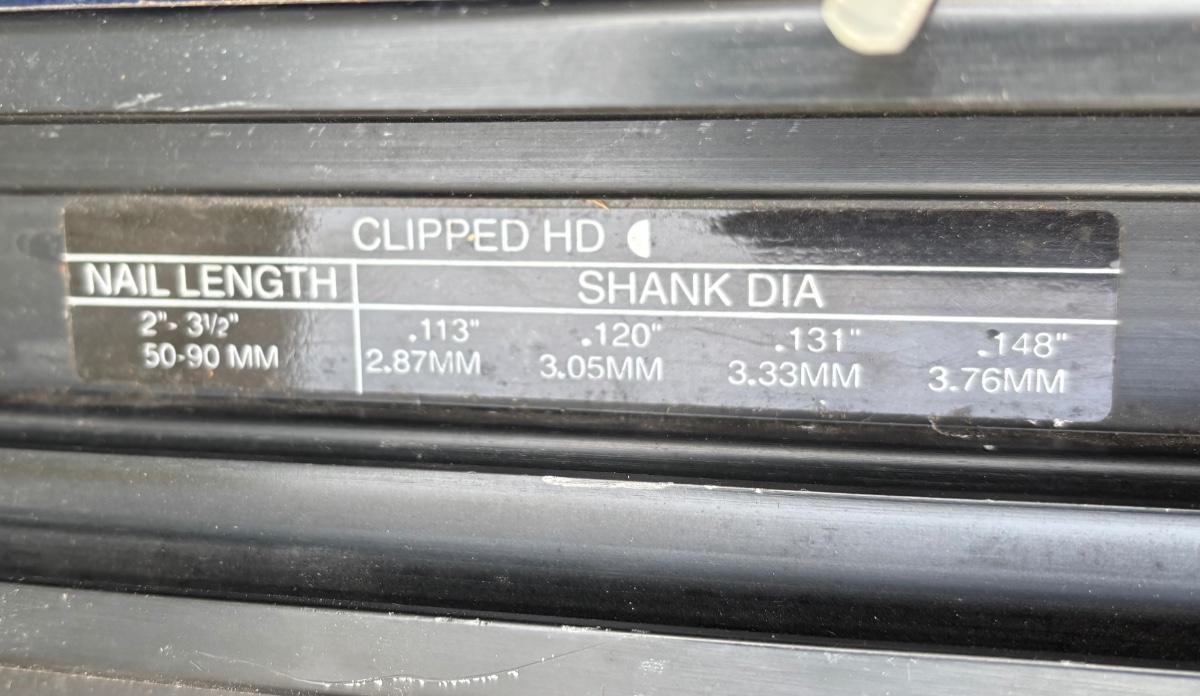 CLIPPED HD
NAIL LENGTH SHANK DIA
2"- 3½" .113" .120" .131" .148"
50-90 MM 2.87MM 3.05MM 3.33MM 3.76MM